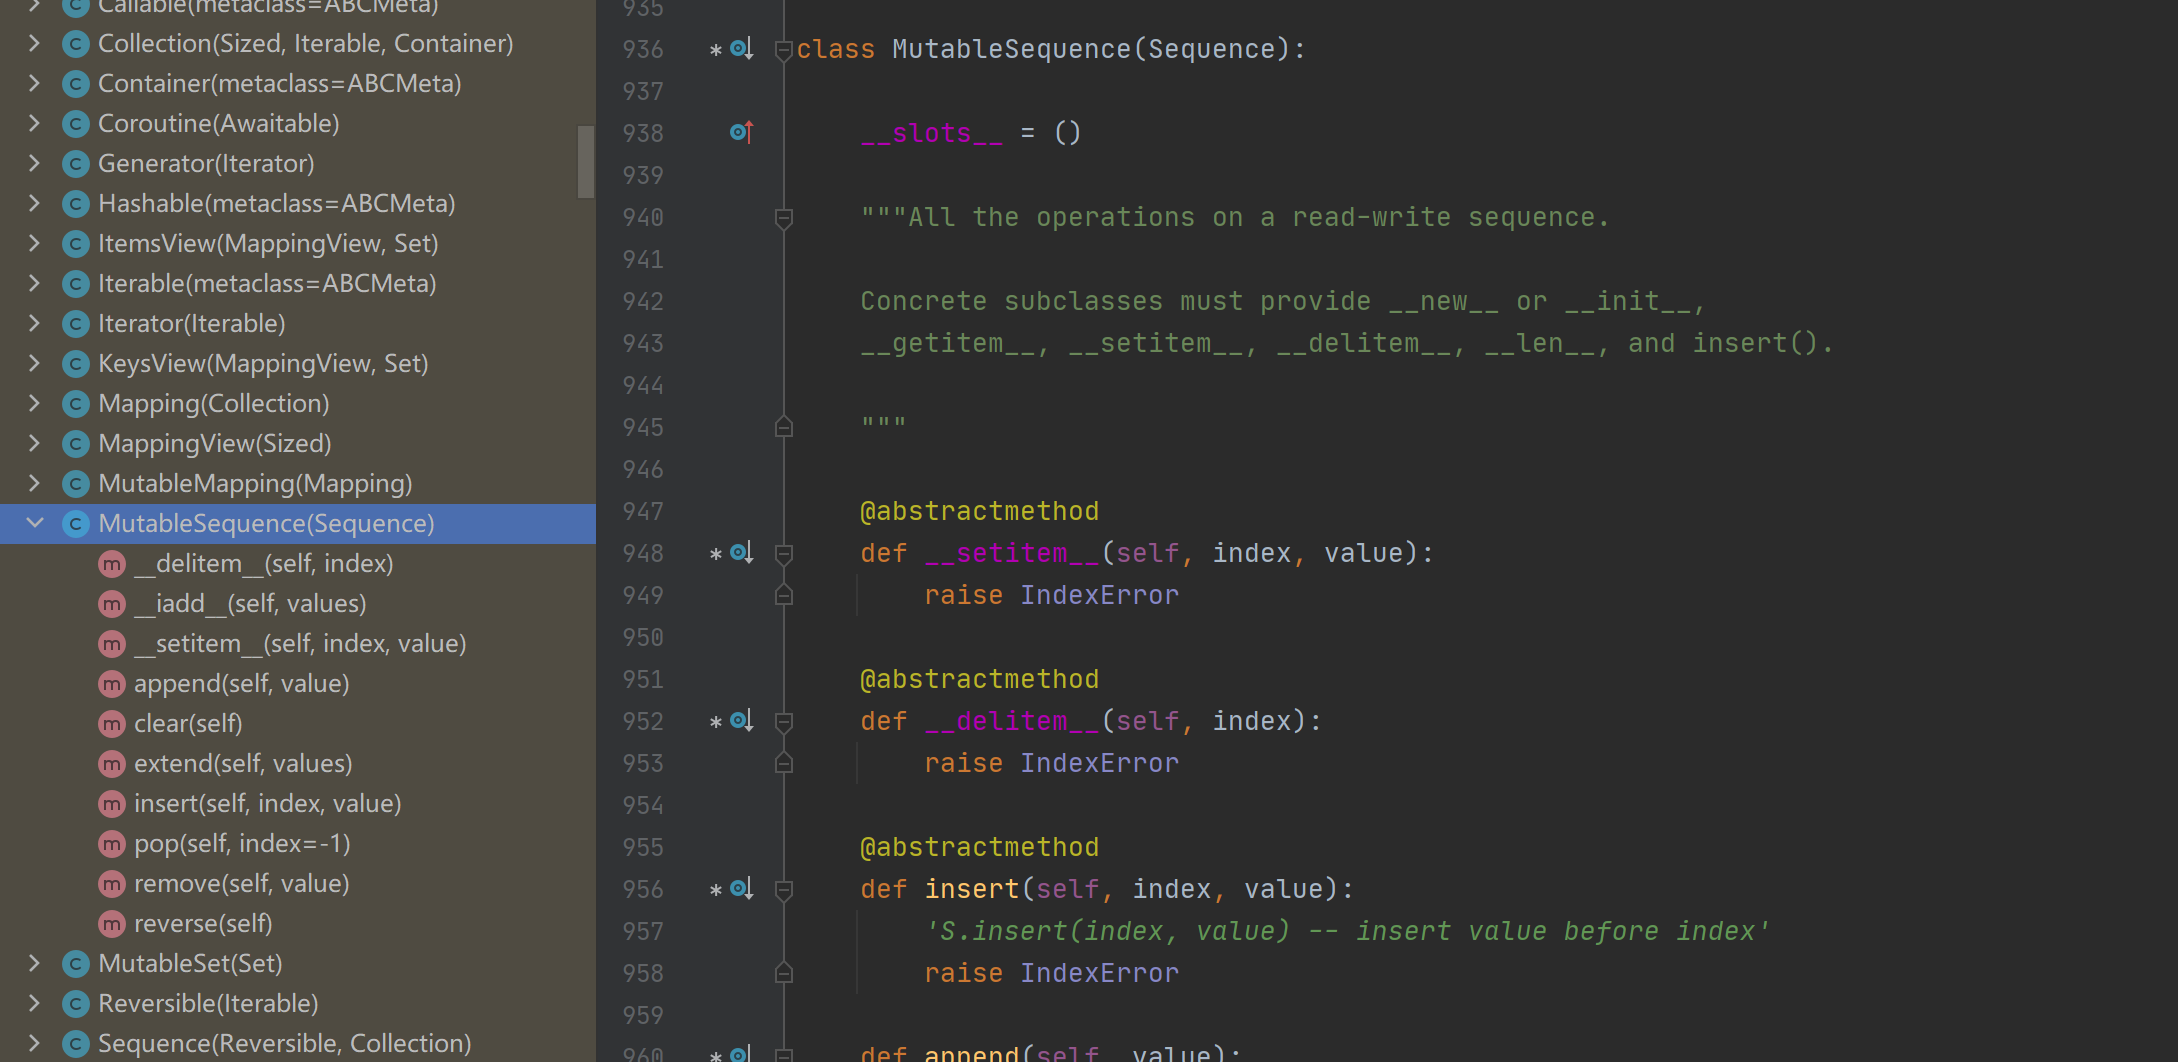 Callable(metaclass=ABCMeta)
Collection(Sized, Iterable, Container)
Container(metaclass=ABCMeta)
Coroutine(Awaitable)
Generator(Iterator)
Hashable(metaclass=ABCMeta)
ItemsView(MappingView, Set)
Iterable(metaclass=ABCMeta)
Iterator(Iterable)
KeysView(MappingView, Set)
Mapping(Collection)
MappingView(Sized)
MutableMapping(Mapping)
MutableSequence(Sequence)
__delitem__(self, index)
__iadd__(self, values)
__setitem__(self, index, value)
append(self, value)
clear(self)
extend(self, values)
insert(self, index, value)
pop(self, index=-1)
remove(self, value)
reverse(self)
MutableSet(Set)
Reversible(Iterable)
Sequence(Reversible, Collection)
935
936 class MutableSequence(Sequence):
937
938 __slots__ = ()
939
940 """All the operations on a read-write sequence.
941
942 Concrete subclasses must provide __new__ or __init__,
943 __getitem__, __setitem__, __delitem__, __len__, and insert().
944
945 """
946
947 @abstractmethod
948 def __setitem__(self, index, value):
949 raise IndexError
950
951 @abstractmethod
952 def __delitem__(self, index):
953 raise IndexError
954
955 @abstractmethod
956 def insert(self, index, value):
957 'S.insert(index, value) -- insert value before index'
958 raise IndexError
959
960 def append(self, value):